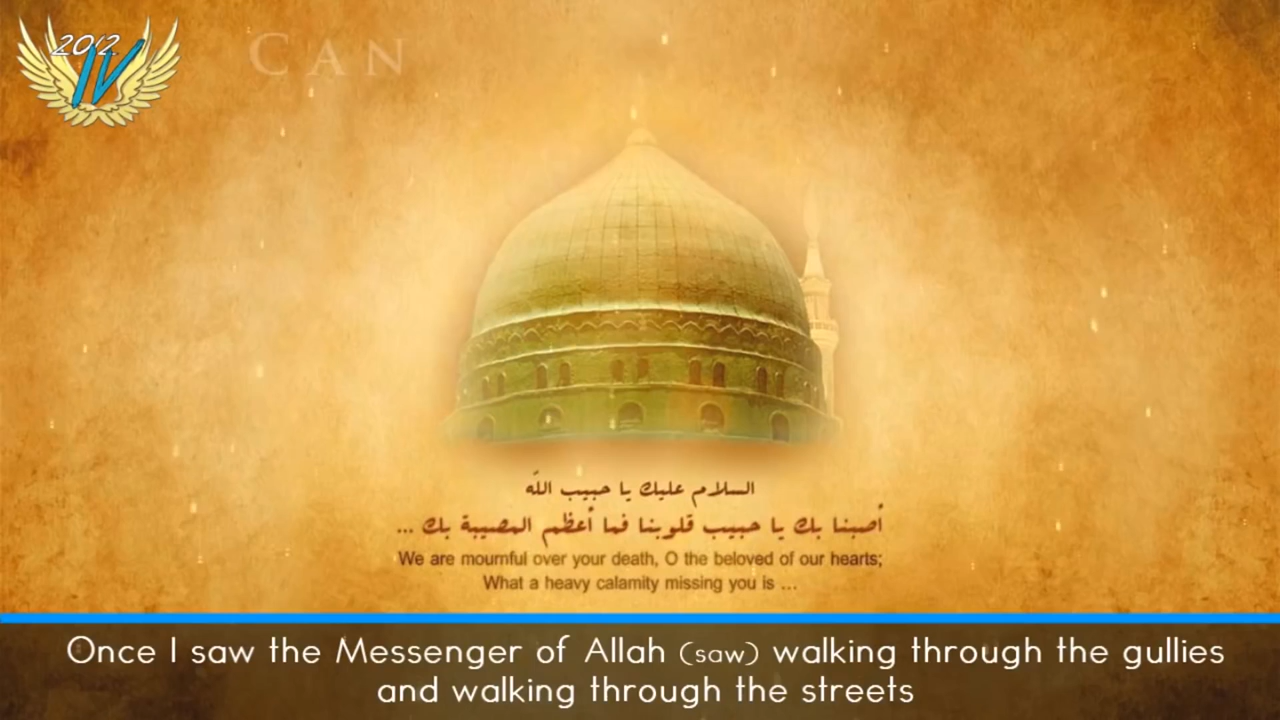 2012
IV
CAN
السلام عليك يا حبيب الله
أصبنا بك يا حبيب قلوبنا فما أعظم المصيبة بك ...
We are mournful over your death, O the beloved of our hearts;
What a heavy calamity missing you is ...
Once I saw the Messenger of Allah (saw) walking through the gullies
and walking through the streets